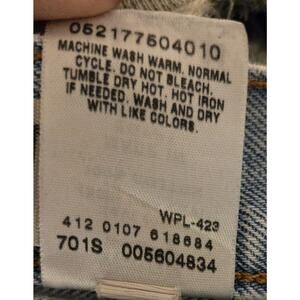 052177504010
MACHINE WASH WARM. NORMAL
CYCLE. DO NOT BLEACH.
TUMBLE DRY HOT. HOT IRON
IF NEEDED. WASH AND DRY
WITH LIKE COLORS.
WPL-423
412 0107 618684
701S 005604834